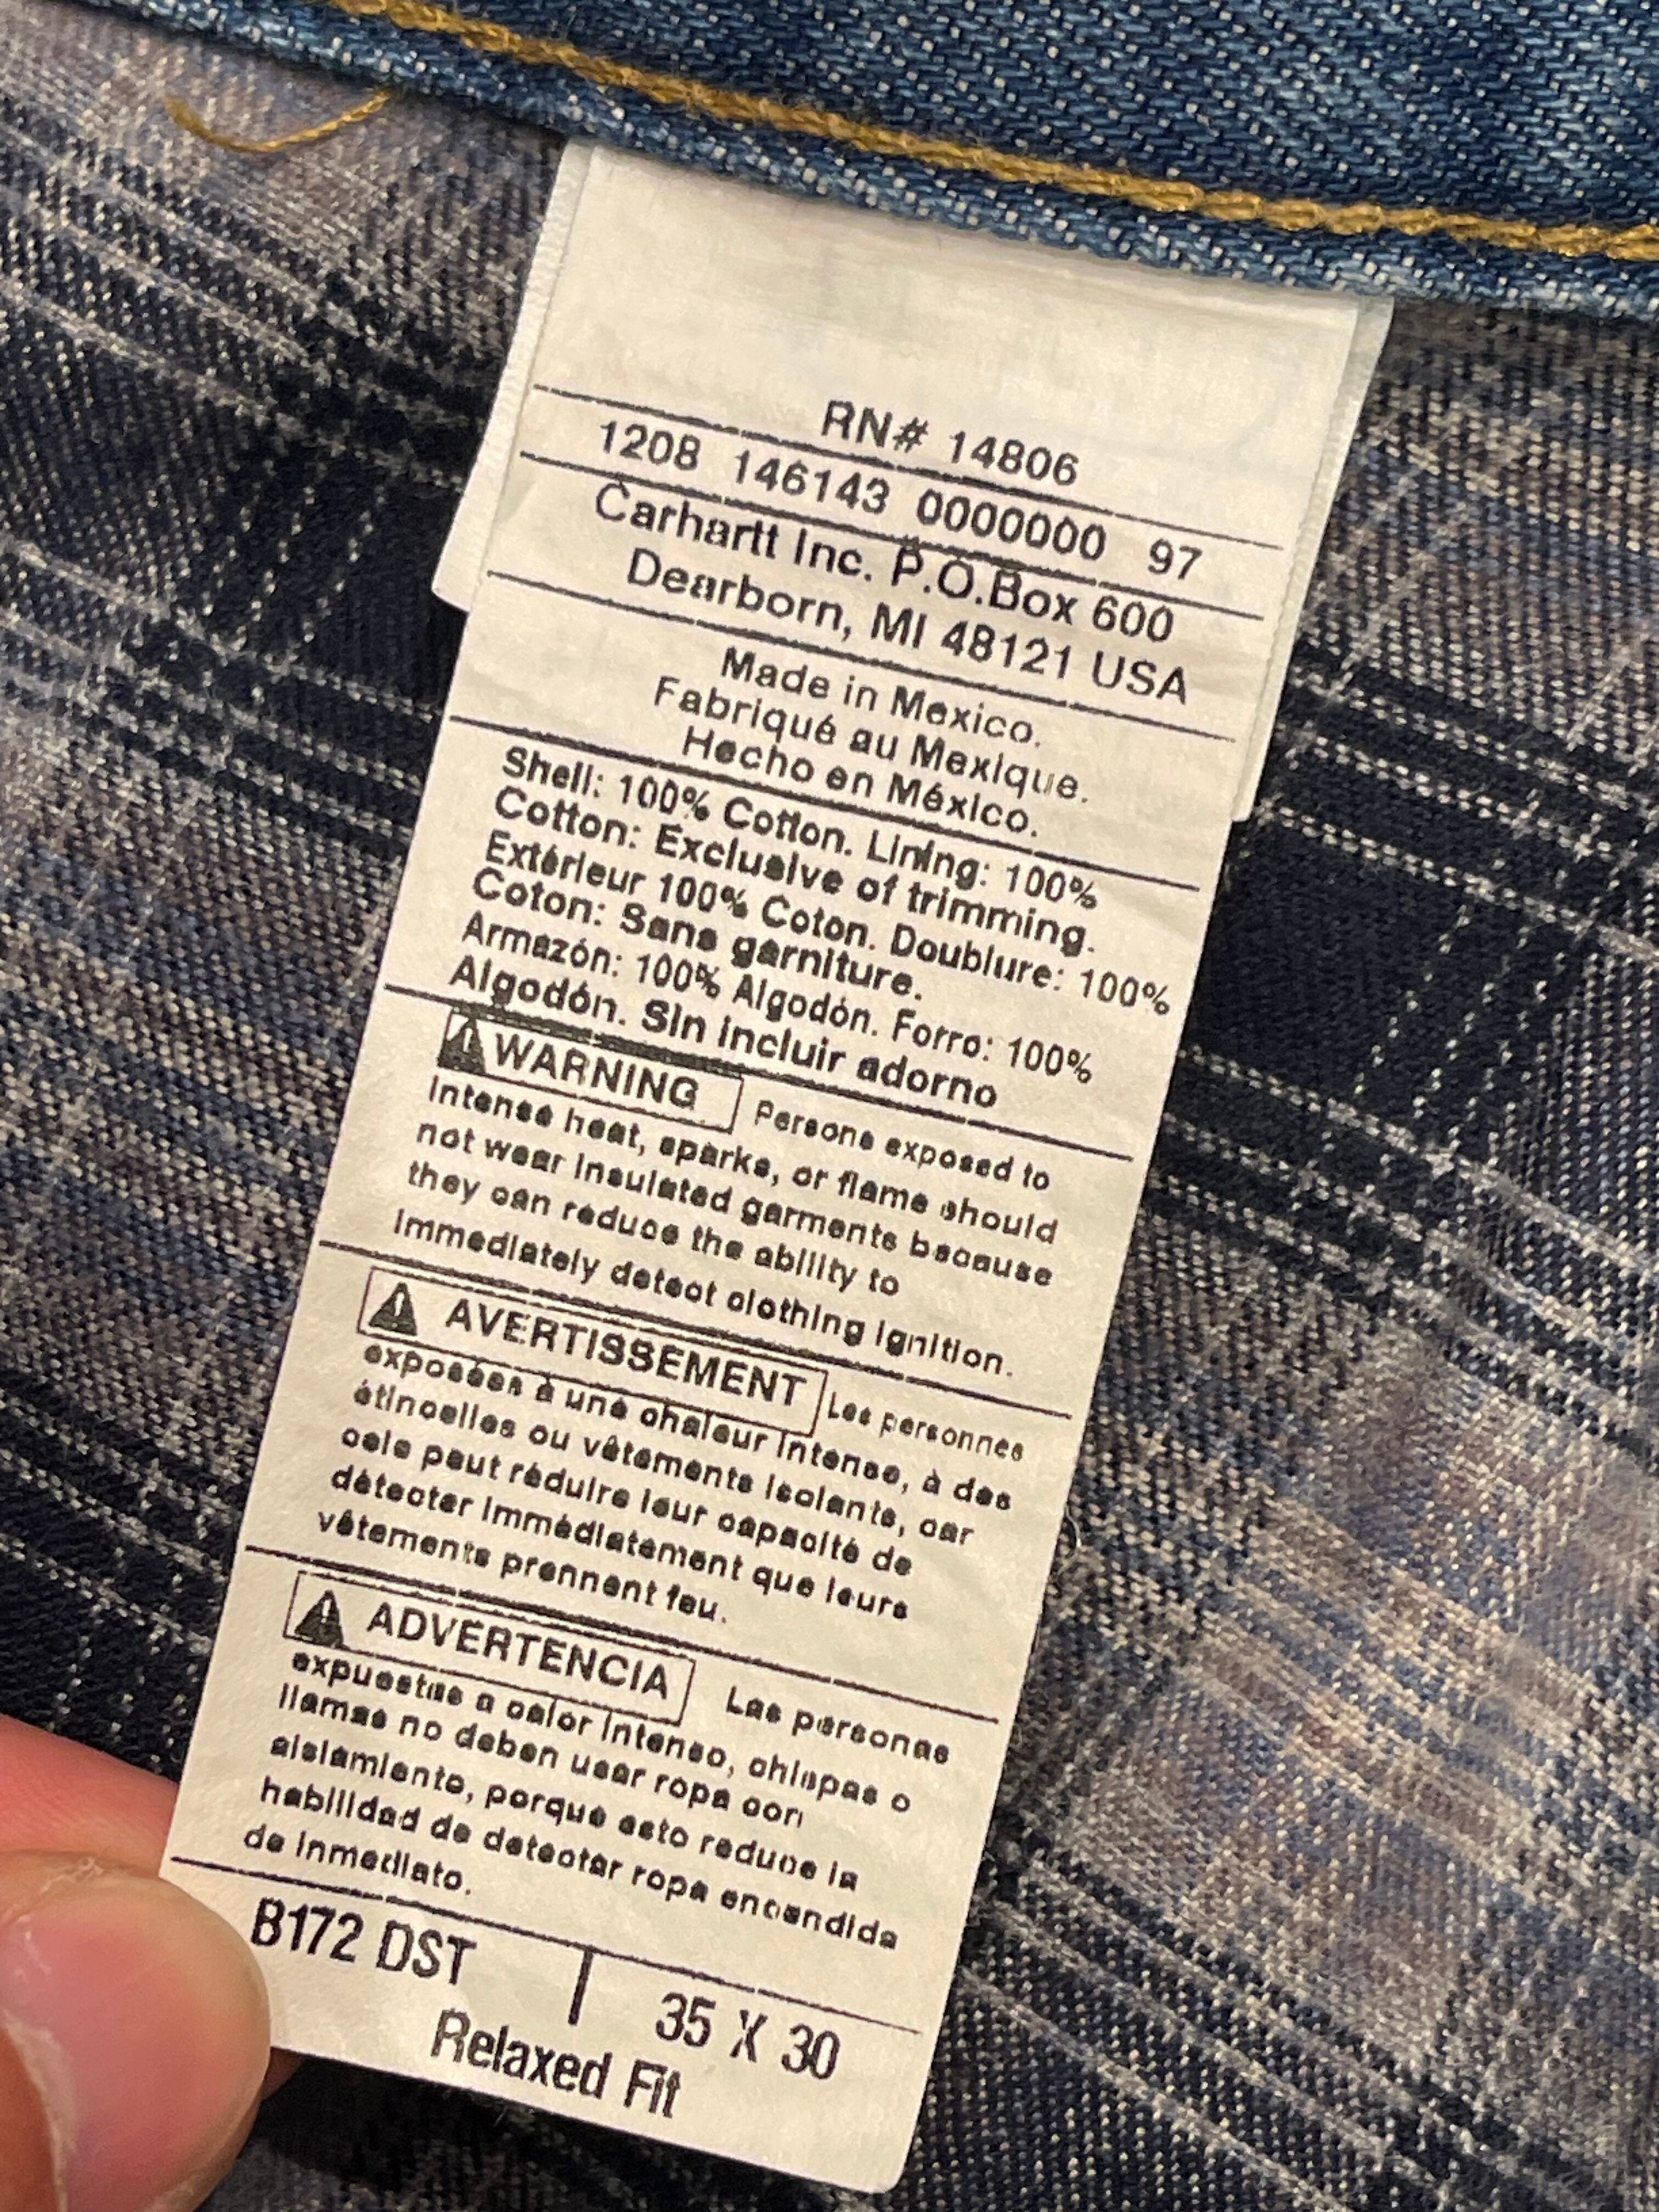 RN# 14806
1208 146143 0000000 97
Carhartt Inc. P.O.Box 600
Dearborn, MI 48121 USA
Made in Mexico.
Fabriqué au Mexique.
Hecho en México.
Shell: 100% Cotton. Lining: 100%
Cotton: Exclusive of trimming.
Extérieur 100% Coton. Doublure: 100%
Coton: Sans garniture.
Armazón: 100% Algodón. Forro: 100%
Algodón. Sin incluir adorno
WARNING Persons exposed to
intense heat, sparks, or flame should
not wear insulated garments because
they can reduce the ability to
immediately detect clothing ignition.
AVERTISSEMENT Les personnes
exposées à une chaleur intense, à des
étincelles ou vêtements isolants, car
cela peut réduire leur capacité de
détecter immédiatement que leurs
vêtements prennent feu.
ADVERTENCIA Las personas
expuestas a calor intenso, chispas o
llamas no deben usar ropa con
aislamiento, porque esto reduce la
habilidad de detectar ropa encendida
de inmediato.
B172 DST | 35 X 30
Relaxed Fit